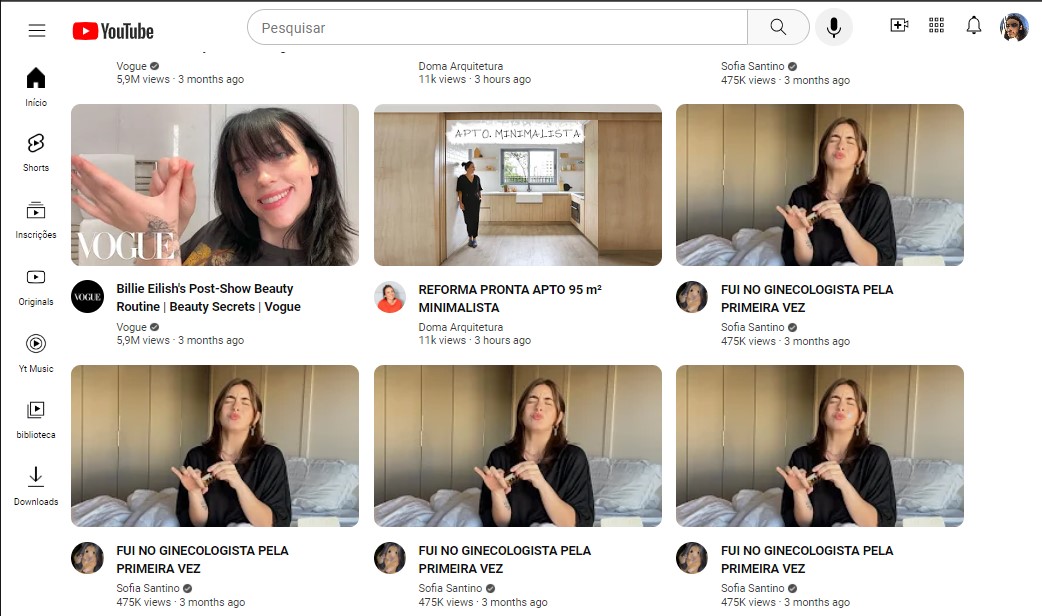 YouTube
Pesquisar
Vogue
5,9M views · 3 months ago
Doma Arquitetura
11k views · 3 hours ago
Sofia Santino
475K views · 3 months ago
Início
Shorts
Inscrições
Originals
Yt Music
biblioteca
Downloads
VOGUE
APTO. MINIMALISTA
VOGUE
Billie Eilish's Post-Show Beauty
Routine | Beauty Secrets | Vogue
Vogue
5,9M views · 3 months ago
REFORMA PRONTA APTO 95 m²
MINIMALISTA
Doma Arquitetura
11k views · 3 hours ago
FUI NO GINECOLOGISTA PELA
PRIMEIRA VEZ
Sofia Santino
475K views · 3 months ago
FUI NO GINECOLOGISTA PELA
PRIMEIRA VEZ
Sofia Santino
475K views · 3 months ago
FUI NO GINECOLOGISTA PELA
PRIMEIRA VEZ
Sofia Santino
475K views · 3 months ago
FUI NO GINECOLOGISTA PELA
PRIMEIRA VEZ
Sofia Santino
475K views · 3 months ago